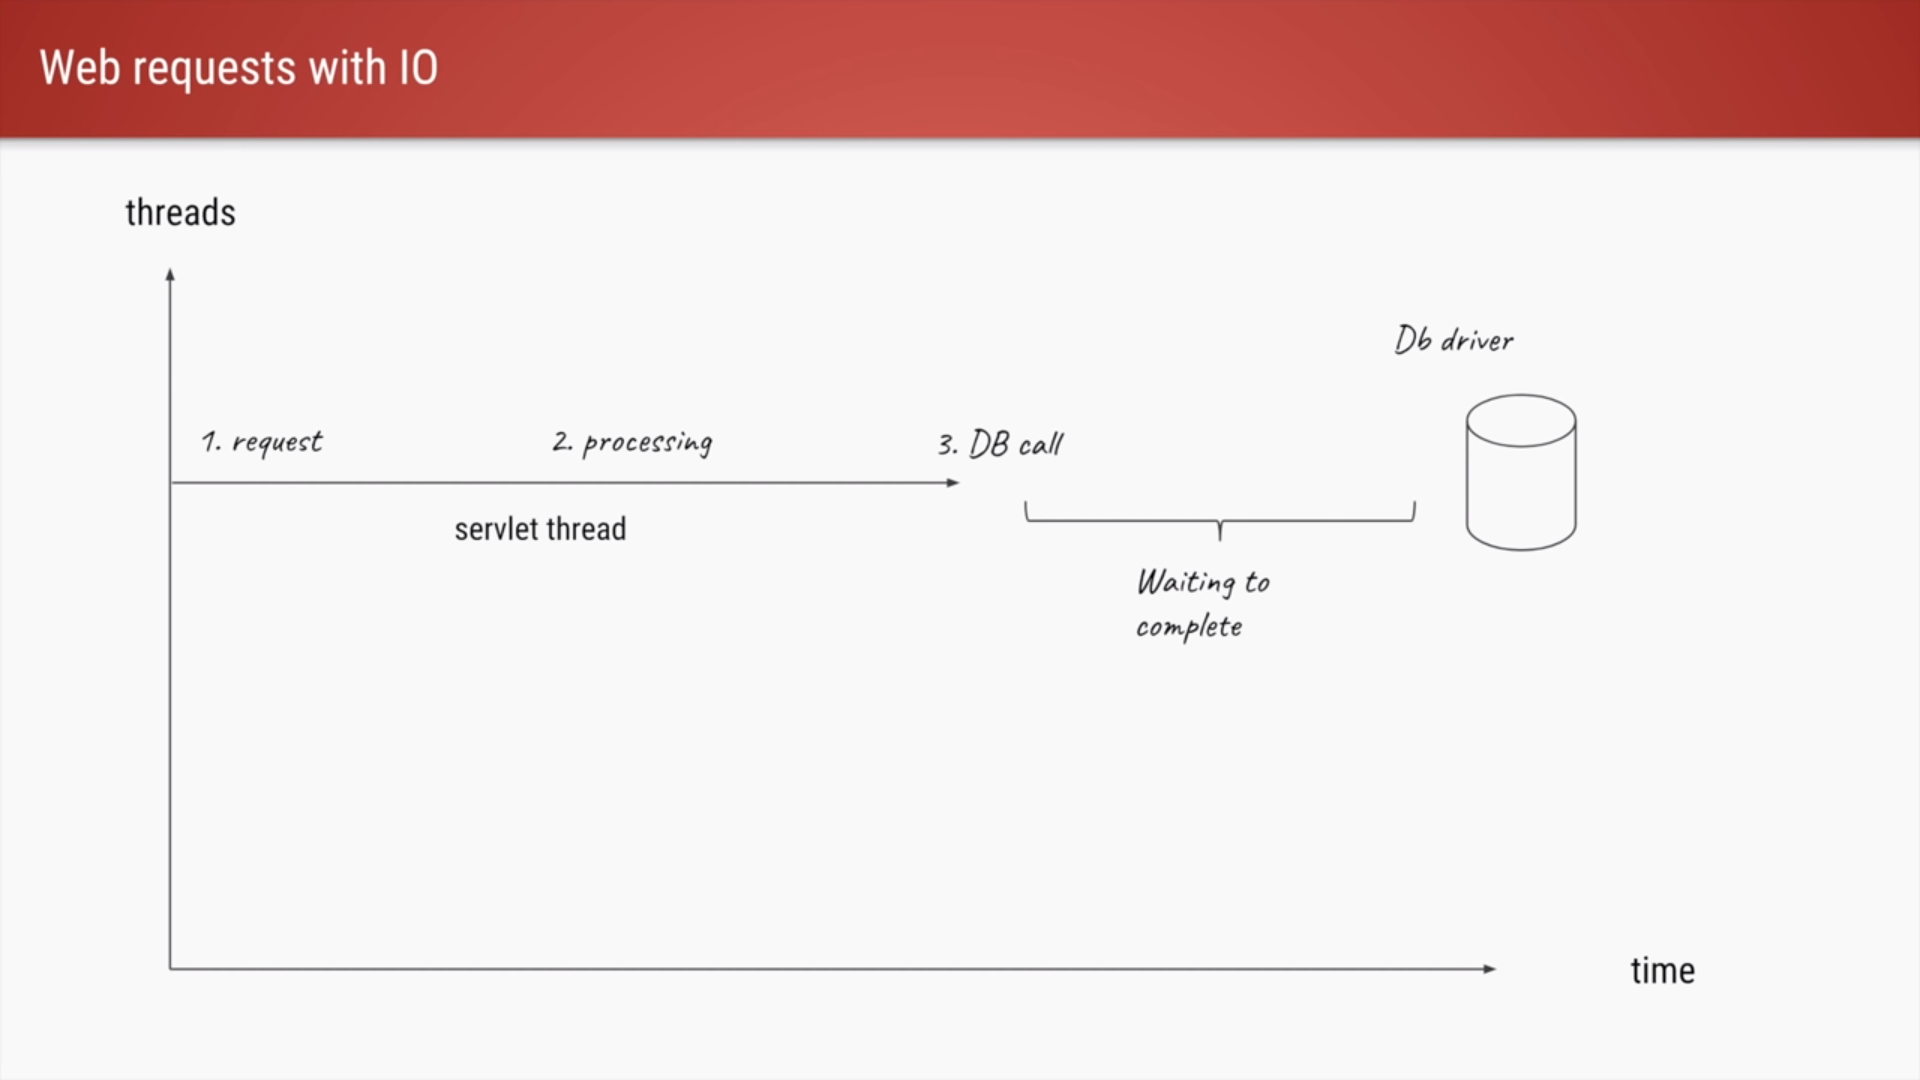 Web requests with IO
threads
Db driver
1. request
2. processing
3. DB call
servlet thread
Waiting to
complete
time